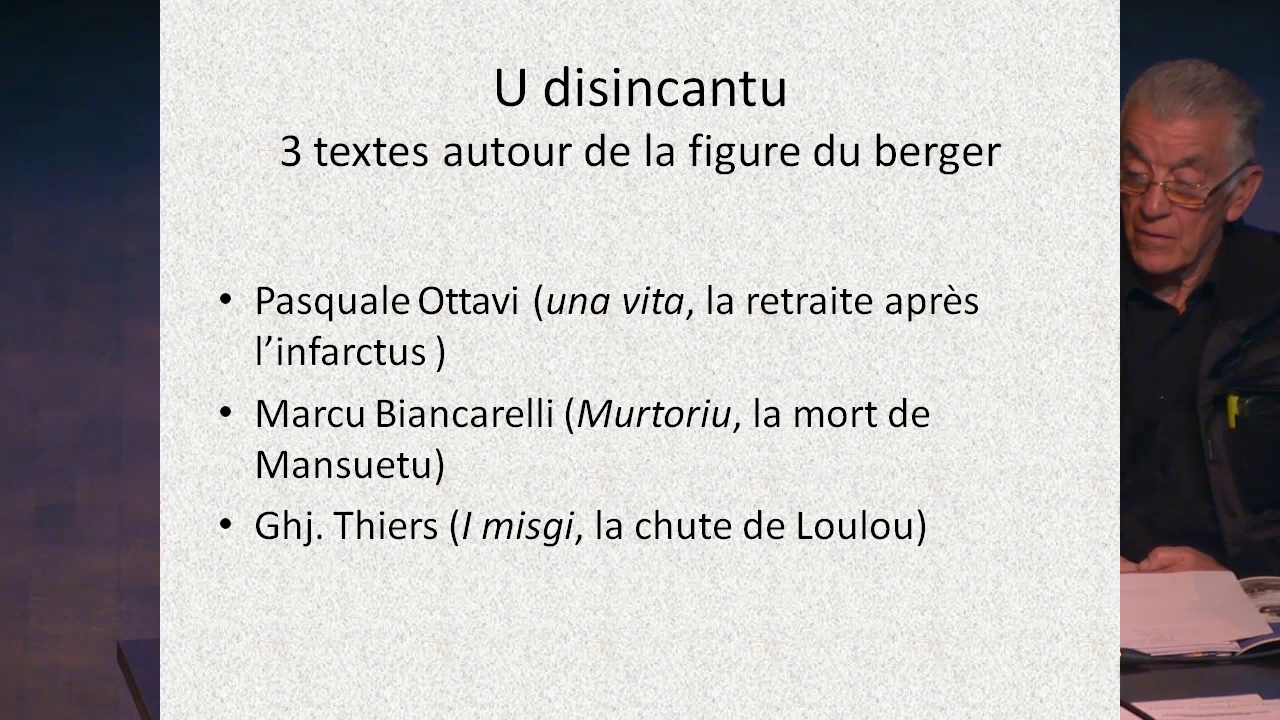 U disincantu
3 textes autour de la figure du berger
• Pasquale Ottavi (una vita, la retraite après
l’infarctus )
• Marcu Biancarelli (Murtoriu, la mort de
Mansuetu)
• Ghj. Thiers (I misgi, la chute de Loulou)